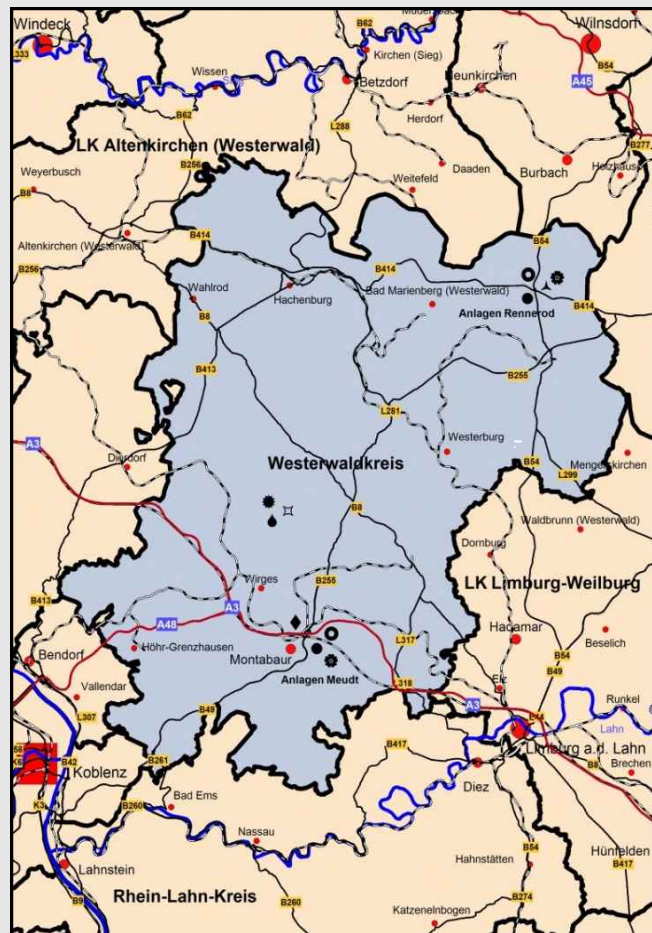 Windeck
B62
Wilnsdorf
L333
Kirchen (Sieg)
B54
Wissen
Betzdorf
A45
B62
Herdorf
L288
B277
LK Altenkirchen (Westerwald)
B256
Daaden
Burbach
Weyerbusch
Weitefeld
B8
Altenkirchen (Westerwald)
B414
B54
B256
B414
Wahlrod
Hachenburg
Bad Marienberg (Westerwald)
B414
B8
Anlagen Rennerod
B413
B255
L281
A3
Westerburg
Dierdorf
Westerwaldkreis
B54
Mengerskirchen
L299
B8
Waldbrunn (Westerwald)
Dornburg
Wirges
B255
LK Limburg-Weilburg
B413
A3
A48
Hadamar
Höhr-Grenzhausen
L317
Beselich
Bendorf
Montabaur
B54
Anlagen Meudt
B49
Vallendar
L318
Elz
Runkel
L307
B49
A3
Lahn
B417
Limburg a.d. Lahn
K6
B42
B261
B8
Koblenz
Diez
Brechen
K3
B260
Bad Ems
Nassau
B54
Hünfelden
Lahnstein
Hahnstätten
B417
Rhein-Lahn-Kreis
B9
B260
B274
Katzenelnbogen